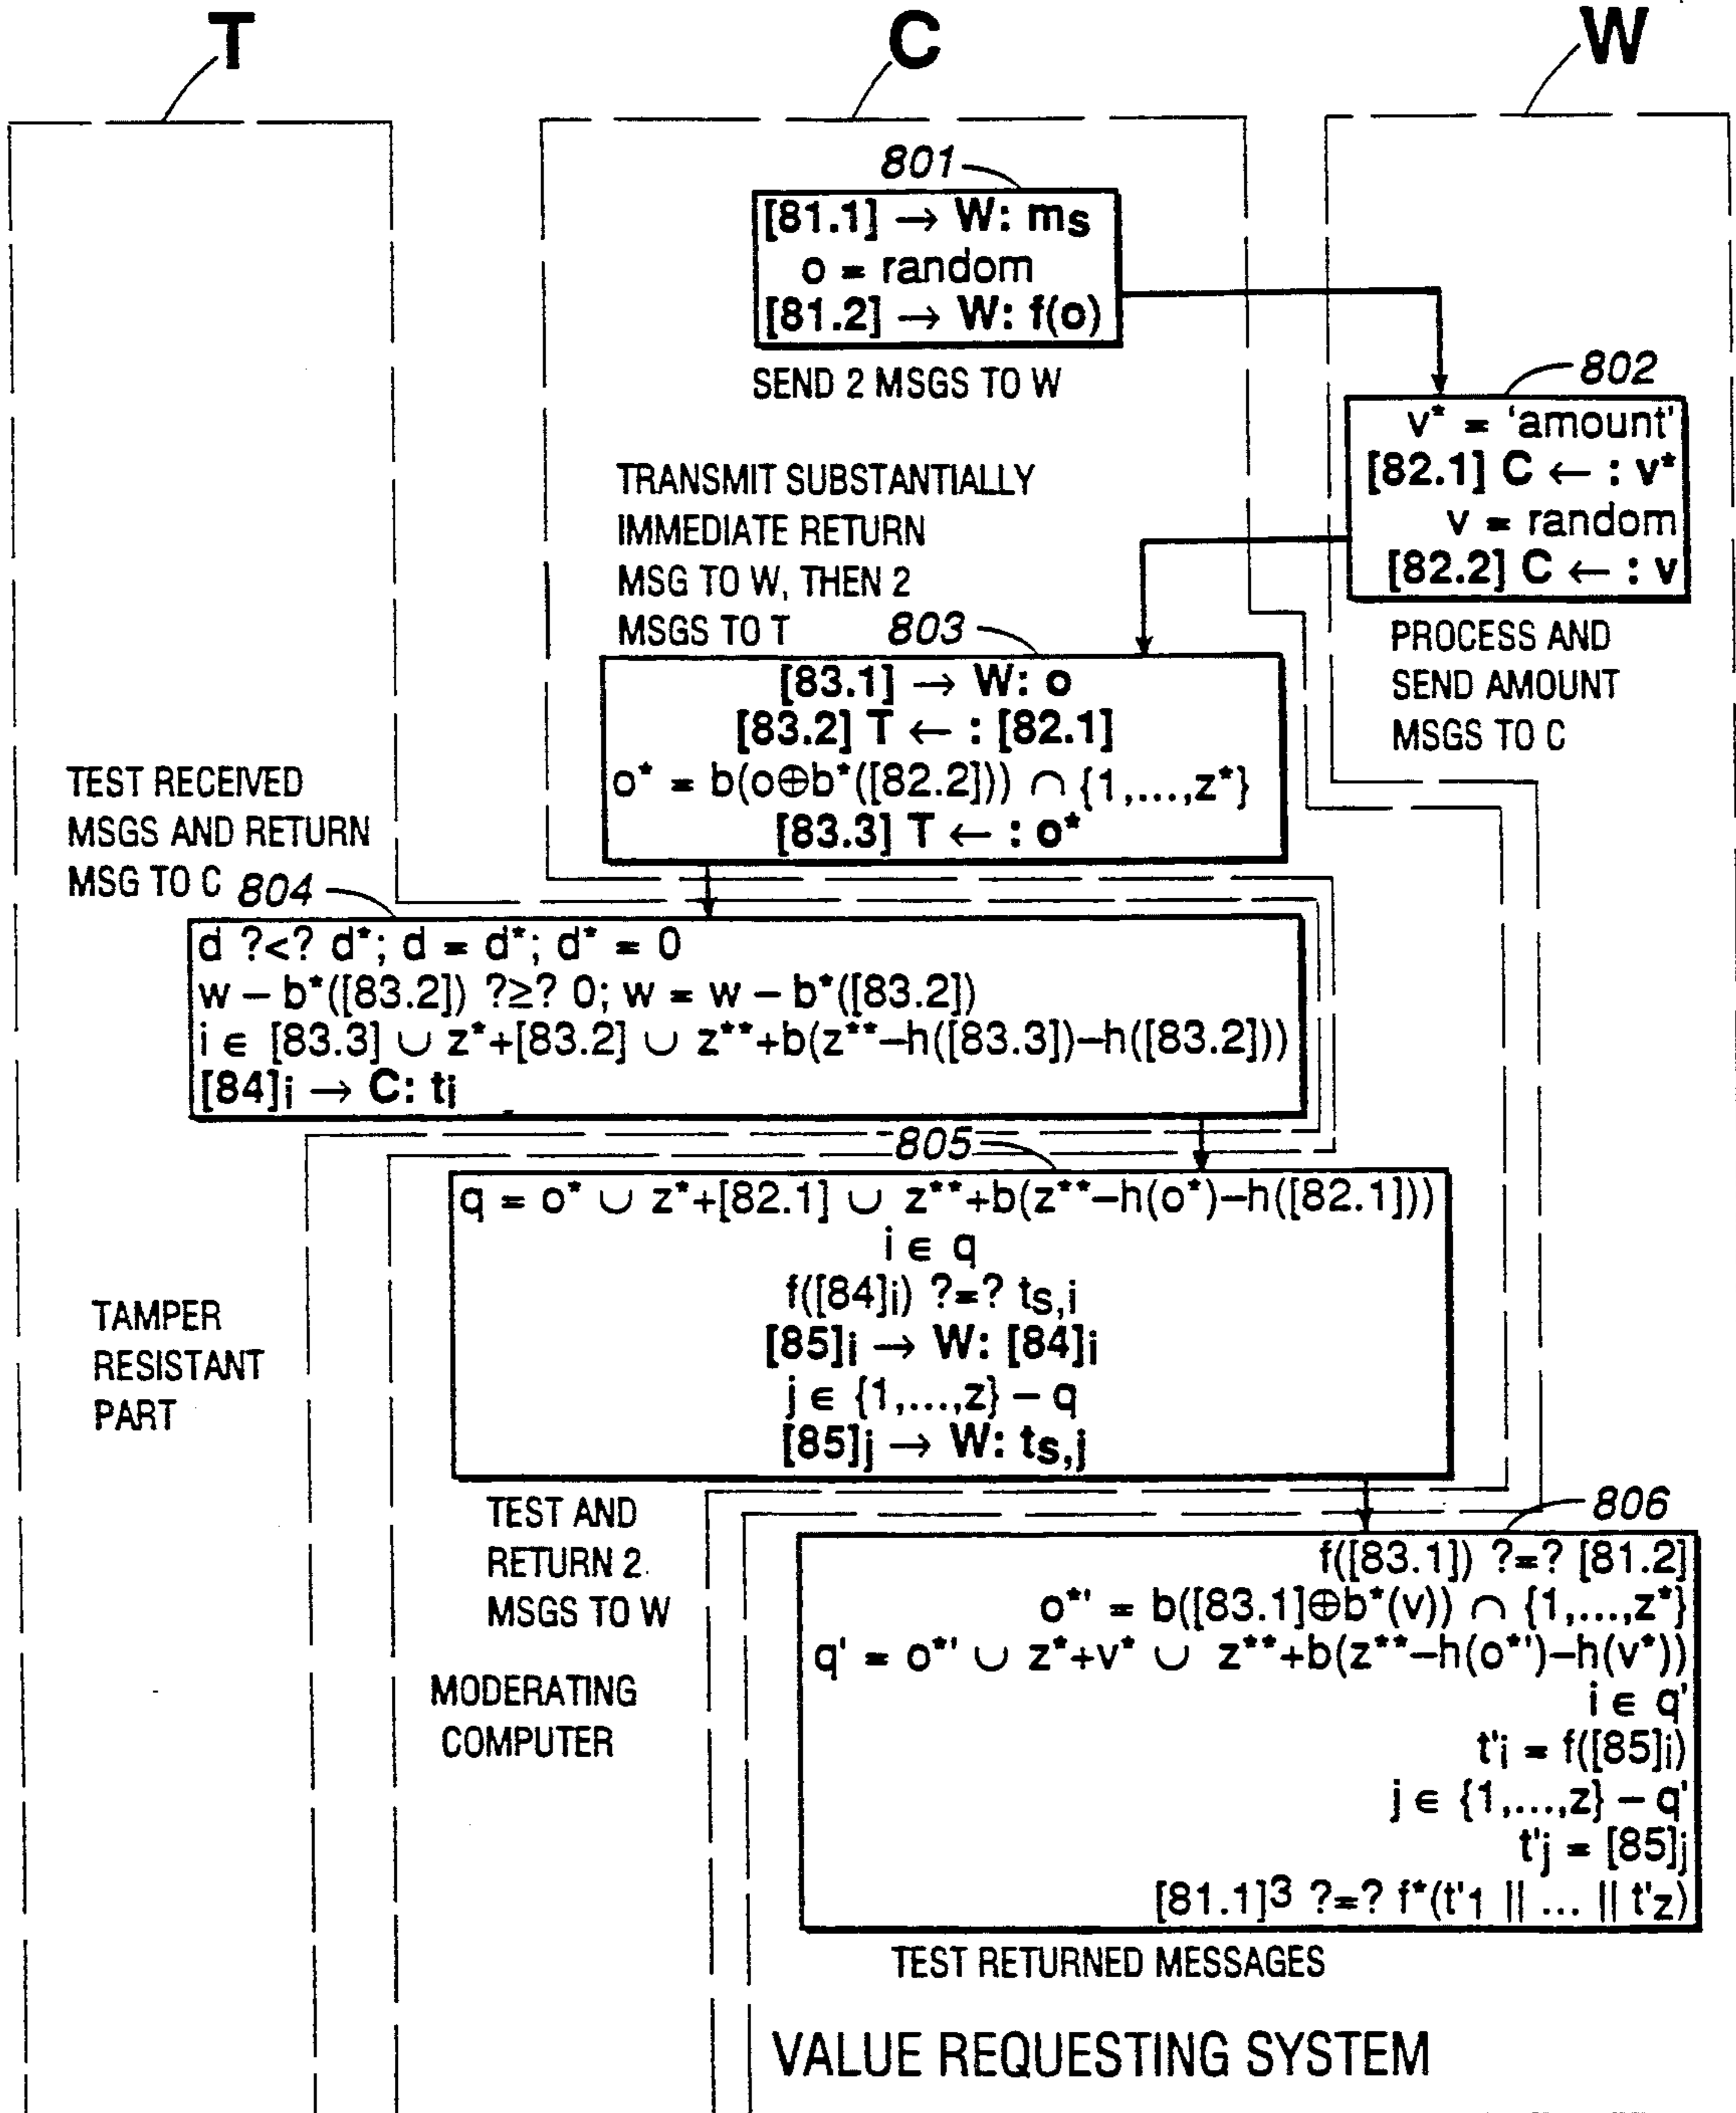 T
C
W
801
[81.1] → W: ms
o = random
[81.2] → W: f(o)
SEND 2 MSGS TO W
802
v* = 'amount'
[82.1] C ← : v*
v = random
[82.2] C ← : v
PROCESS AND
SEND AMOUNT
MSGS TO C
TRANSMIT SUBSTANTIALLY
IMMEDIATE RETURN
MSG TO W, THEN 2
MSGS TO T
803
[83.1] → W: o
[83.2] T ← : [82.1]
o* = b(o⊕b*([82.2])) ∩ {1,...,z*}
[83.3] T ← : o*
TEST RECEIVED
MSGS AND RETURN
MSG TO C
804
d ?<? d*; d = d*; d* = 0
w – b*([83.2]) ?≥? 0; w = w – b*([83.2])
i ∈ [83.3] ∪ z*+[83.2] ∪ z**+b(z**–h([83.3])–h([83.2]))
[84]i → C: ti
805
q = o* ∪ z*+[82.1] ∪ z**+b(z**–h(o*)–h([82.1]))
i ∈ q
f([84]i) ?=? ts,i
[85]i → W: [84]i
j ∈ {1,...,z} – q
[85]j → W: ts,j
TAMPER
RESISTANT
PART
TEST AND
RETURN 2
MSGS TO W
MODERATING
COMPUTER
806
f([83.1]) ?=? [81.2]
o*' = b([83.1]⊕b*(v)) ∩ {1,...,z*}
q' = o*' ∪ z*+v* ∪ z**+b(z**–h(o*')–h(v*))
i ∈ q'
t'i = f([85]i)
j ∈ {1,...,z} – q'
t'j = [85]j
[81.1]3 ?=? f*(t'1 || ... || t'z)
TEST RETURNED MESSAGES
VALUE REQUESTING SYSTEM